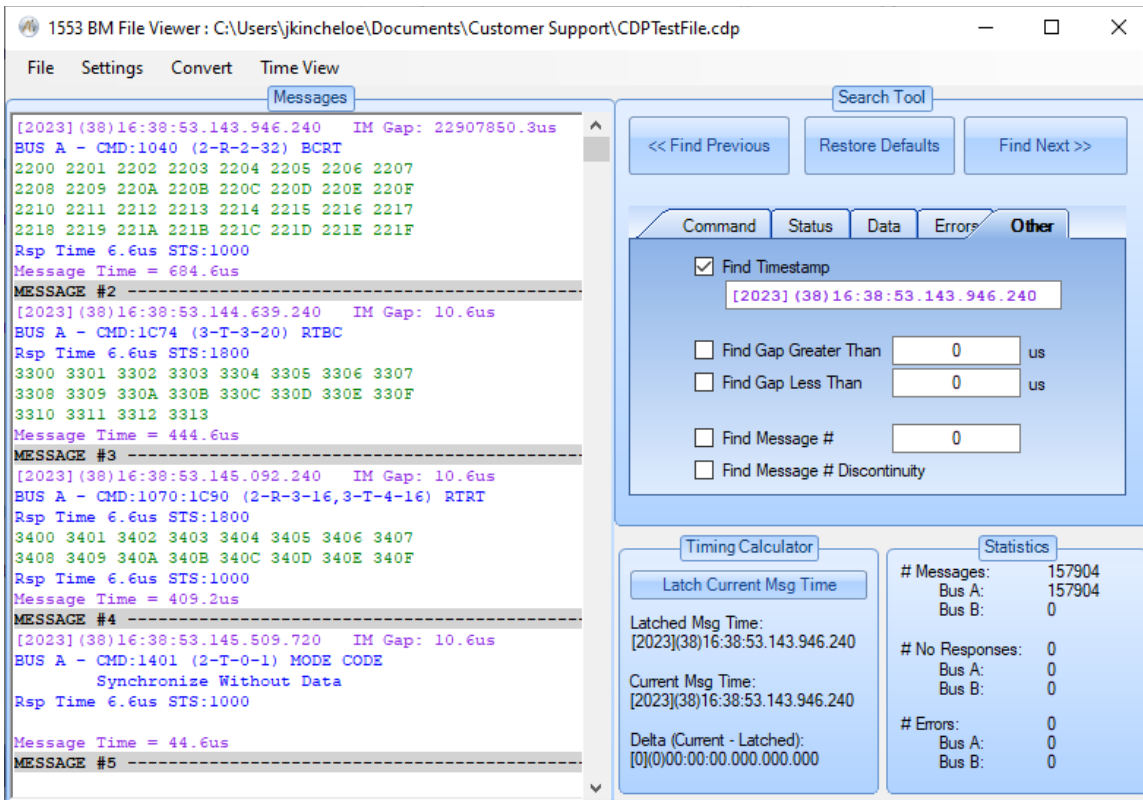 1553 BM File Viewer : C:\Users\jkincheloe\Documents\Customer Support\CDPTestFile.cdp
File Settings Convert Time View
Messages
[2023](38)16:38:53.143.946.240 IM Gap: 22907850.3us
BUS A - CMD:1040 (2-R-2-32) BCRT
2200 2201 2202 2203 2204 2205 2206 2207
2208 2209 220A 220B 220C 220D 220E 220F
2210 2211 2212 2213 2214 2215 2216 2217
2218 2219 221A 221B 221C 221D 221E 221F
Rsp Time 6.6us STS:1000
Message Time = 684.6us
MESSAGE #2 ----------------------------------------
[2023](38)16:38:53.144.639.240 IM Gap: 10.6us
BUS A - CMD:1C74 (3-T-3-20) RTBC
Rsp Time 6.6us STS:1800
3300 3301 3302 3303 3304 3305 3306 3307
3308 3309 330A 330B 330C 330D 330E 330F
3310 3311 3312 3313
Message Time = 444.6us
MESSAGE #3 ----------------------------------------
[2023](38)16:38:53.145.092.240 IM Gap: 10.6us
BUS A - CMD:1070:1C90 (2-R-3-16,3-T-4-16) RTRT
Rsp Time 6.6us STS:1800
3400 3401 3402 3403 3404 3405 3406 3407
3408 3409 340A 340B 340C 340D 340E 340F
Rsp Time 6.6us STS:1000
Message Time = 409.2us
MESSAGE #4 ----------------------------------------
[2023](38)16:38:53.145.509.720 IM Gap: 10.6us
BUS A - CMD:1401 (2-T-0-1) MODE CODE
Synchronize Without Data
Rsp Time 6.6us STS:1000
Message Time = 44.6us
MESSAGE #5 ----------------------------------------
Search Tool
<< Find Previous
Restore Defaults
Find Next >>
Command Status Data Errors Other
Find Timestamp
[2023](38)16:38:53.143.946.240
Find Gap Greater Than 0 us
Find Gap Less Than 0 us
Find Message # 0
Find Message # Discontinuity
Timing Calculator
Latch Current Msg Time
Latched Msg Time:
[2023](38)16:38:53.143.946.240
Current Msg Time:
[2023](38)16:38:53.143.946.240
Delta (Current - Latched):
[0](0)00:00:00.000.000.000
Statistics
# Messages: 157904
Bus A: 157904
Bus B: 0
# No Responses: 0
Bus A: 0
Bus B: 0
# Errors: 0
Bus A: 0
Bus B: 0